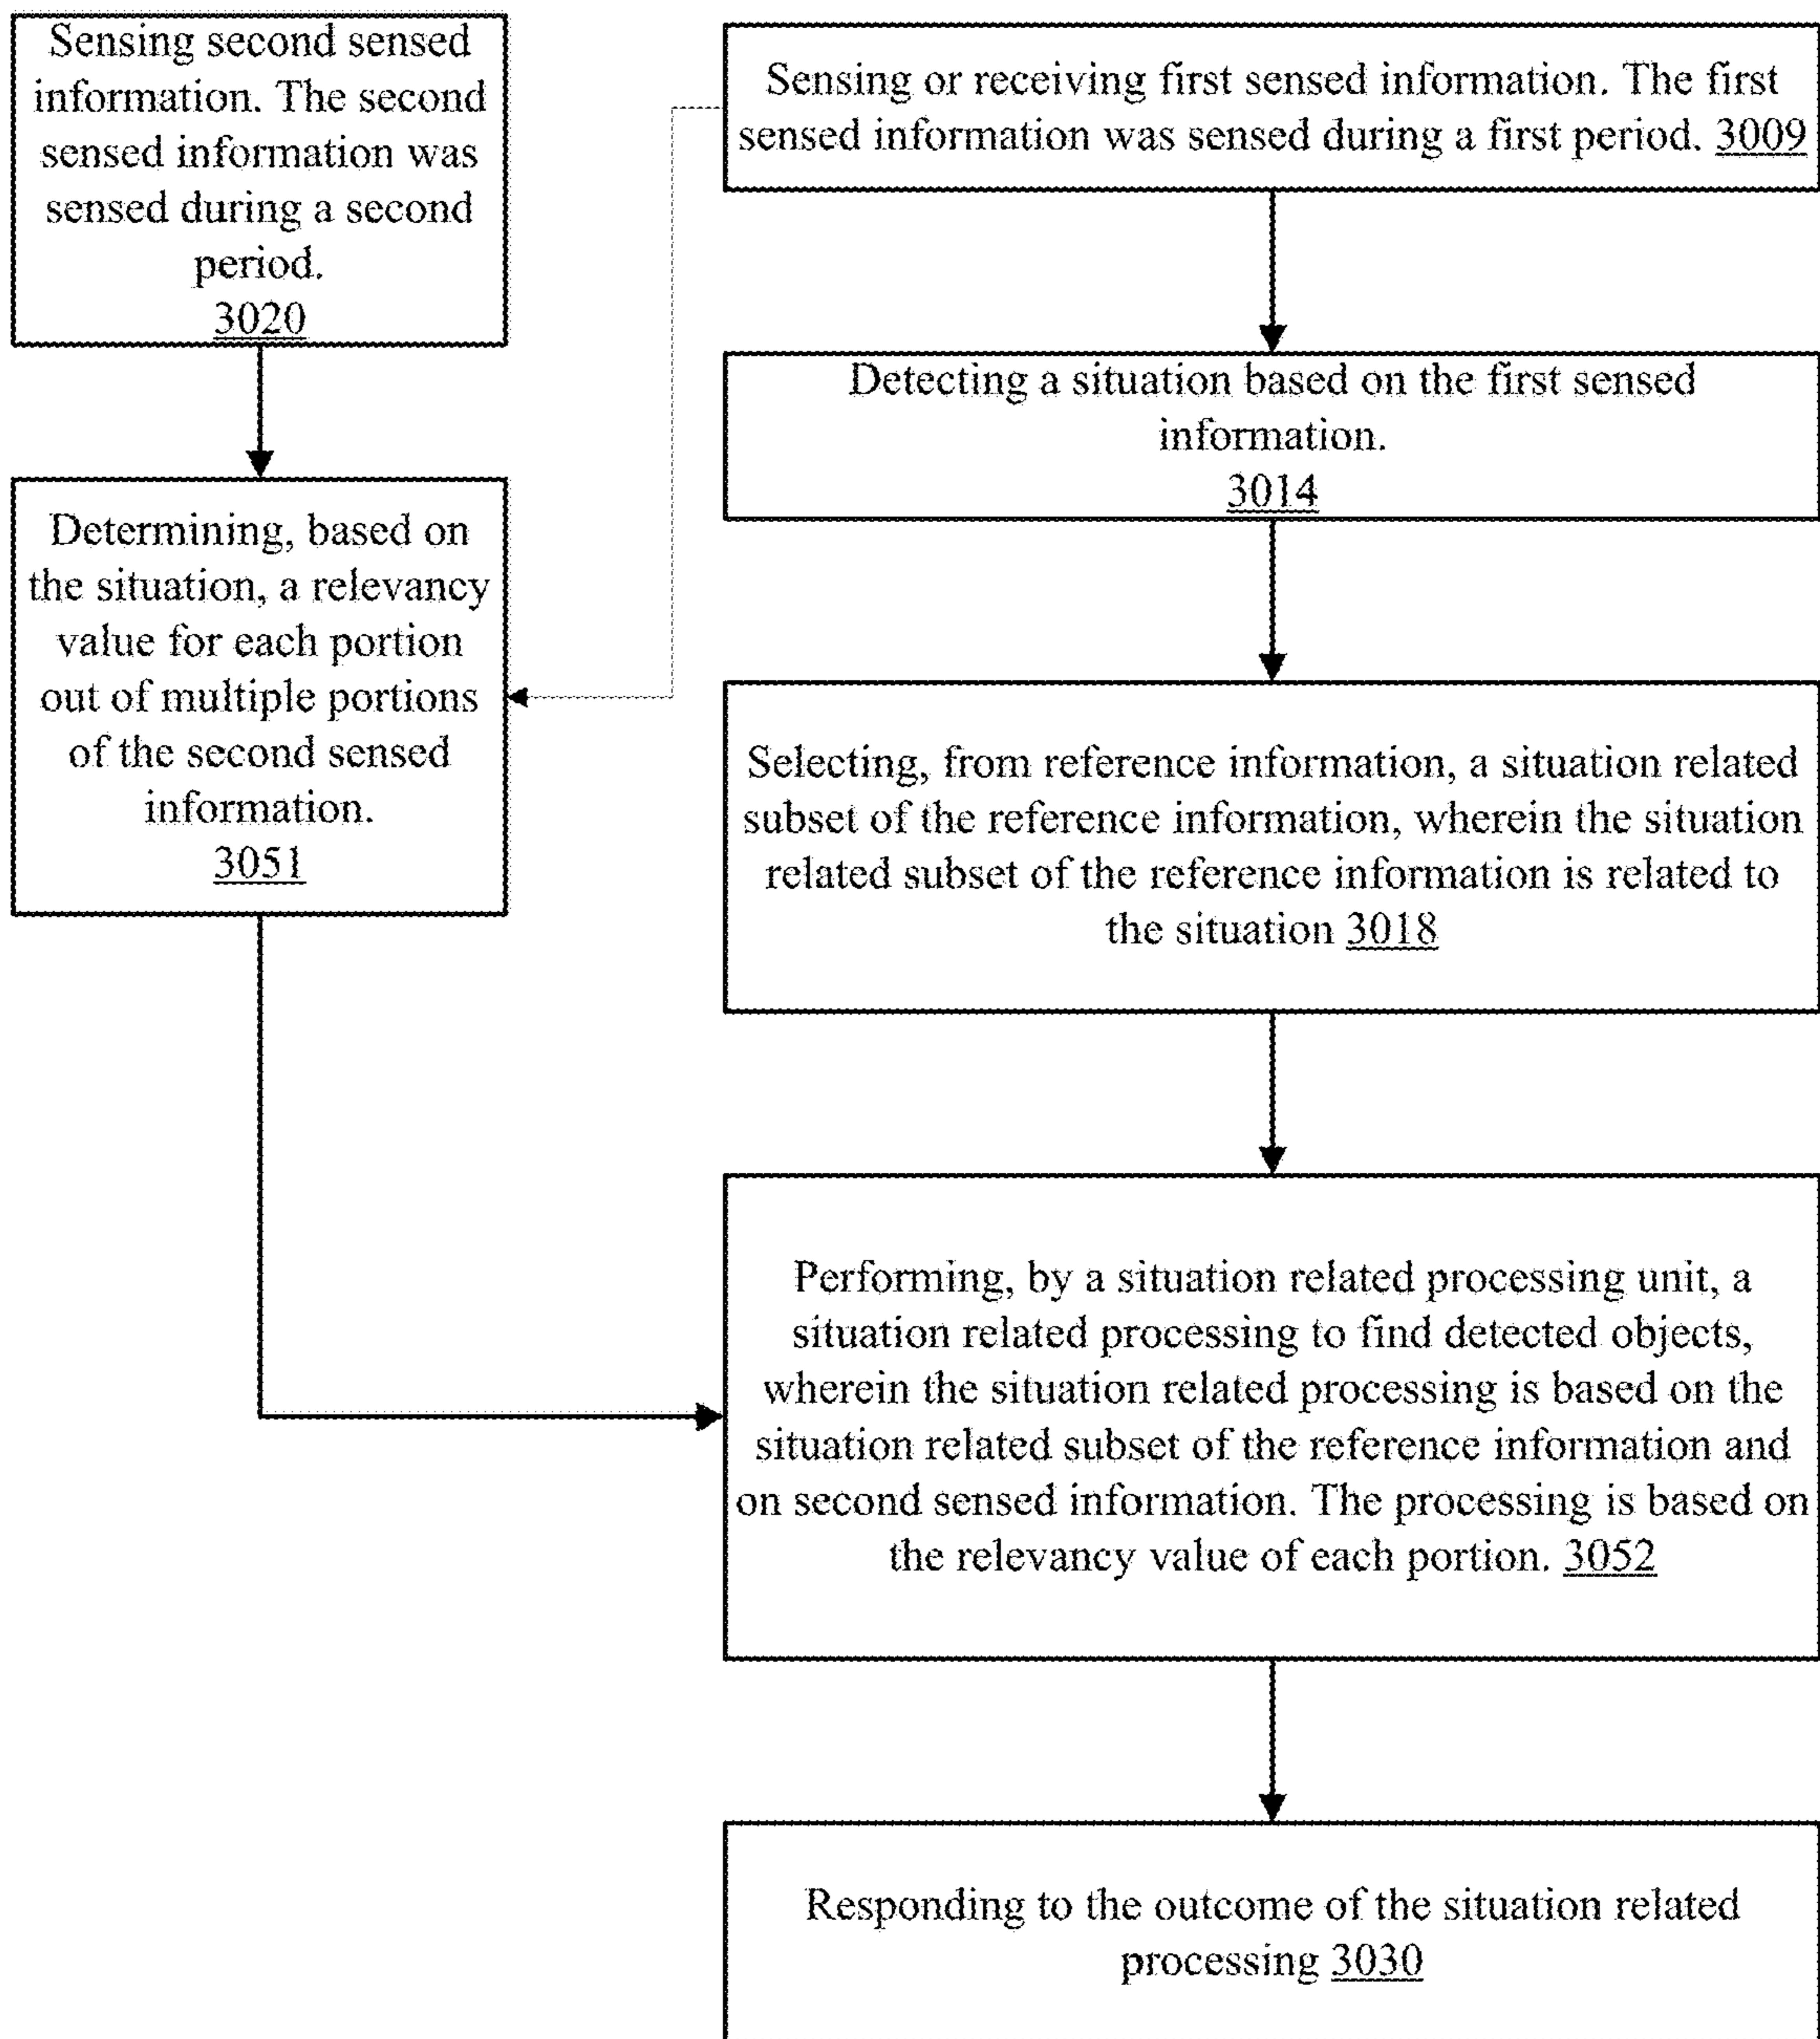 Sensing second sensed
information. The second
sensed information was
sensed during a second
period.
3020
Sensing or receiving first sensed information. The first
sensed information was sensed during a first period. 3009
Detecting a situation based on the first sensed
information.
3014
Determining, based on
the situation, a relevancy
value for each portion
out of multiple portions
of the second sensed
information.
3051
Selecting, from reference information, a situation related
subset of the reference information, wherein the situation
related subset of the reference information is related to
the situation 3018
Performing, by a situation related processing unit, a
situation related processing to find detected objects,
wherein the situation related processing is based on the
situation related subset of the reference information and
on second sensed information. The processing is based on
the relevancy value of each portion. 3052
Responding to the outcome of the situation related
processing 3030